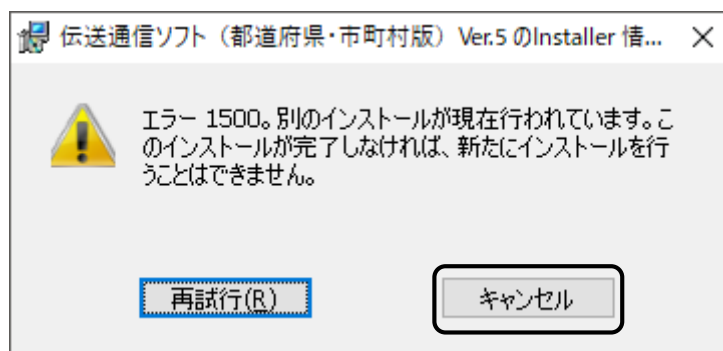 伝送通信ソフト（都道府県・市町村版） Ver.5 のInstaller 情...
エラー 1500。別のインストールが現在行われています。こ
のインストールが完了しなければ、新たにインストールを行
うことはできません。
再試行(R)
キャンセル